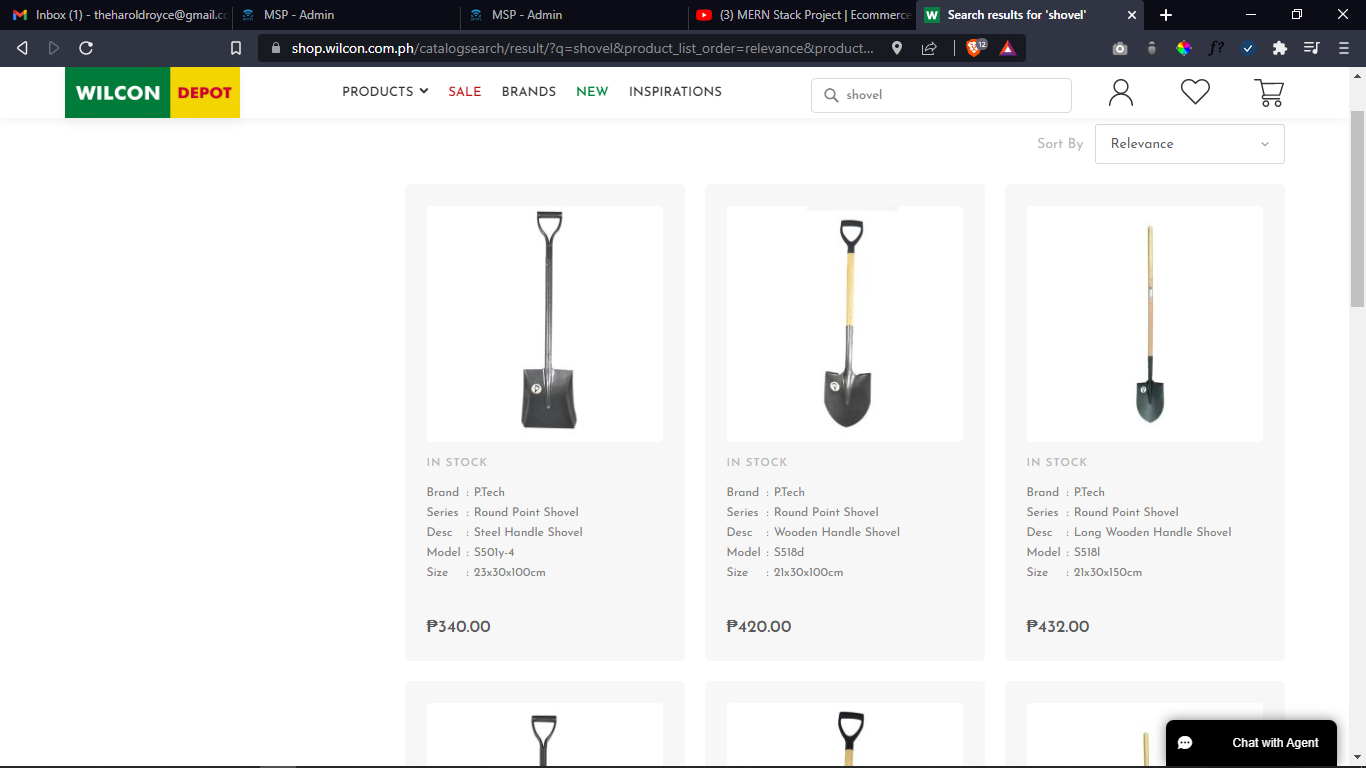 Inbox (1) - theharoldroyce@gmail.co
MSP - Admin
MSP - Admin
(3) MERN Stack Project | Ecommerce
Search results for 'shovel'
shop.wilcon.com.ph/catalogsearch/result/?q=shovel&product_list_order=relevance&product...
12
f?
WILCON DEPOT
PRODUCTS
SALE
BRANDS
NEW
INSPIRATIONS
shovel
Sort By
Relevance
IN STOCK
Brand : P.Tech
Series : Round Point Shovel
Desc : Steel Handle Shovel
Model : S501y-4
Size : 23x30x100cm
₱340.00
IN STOCK
Brand : P.Tech
Series : Round Point Shovel
Desc : Wooden Handle Shovel
Model : S518d
Size : 21x30x100cm
₱420.00
IN STOCK
Brand : P.Tech
Series : Round Point Shovel
Desc : Long Wooden Handle Shovel
Model : S518l
Size : 21x30x150cm
₱432.00
Chat with Agent